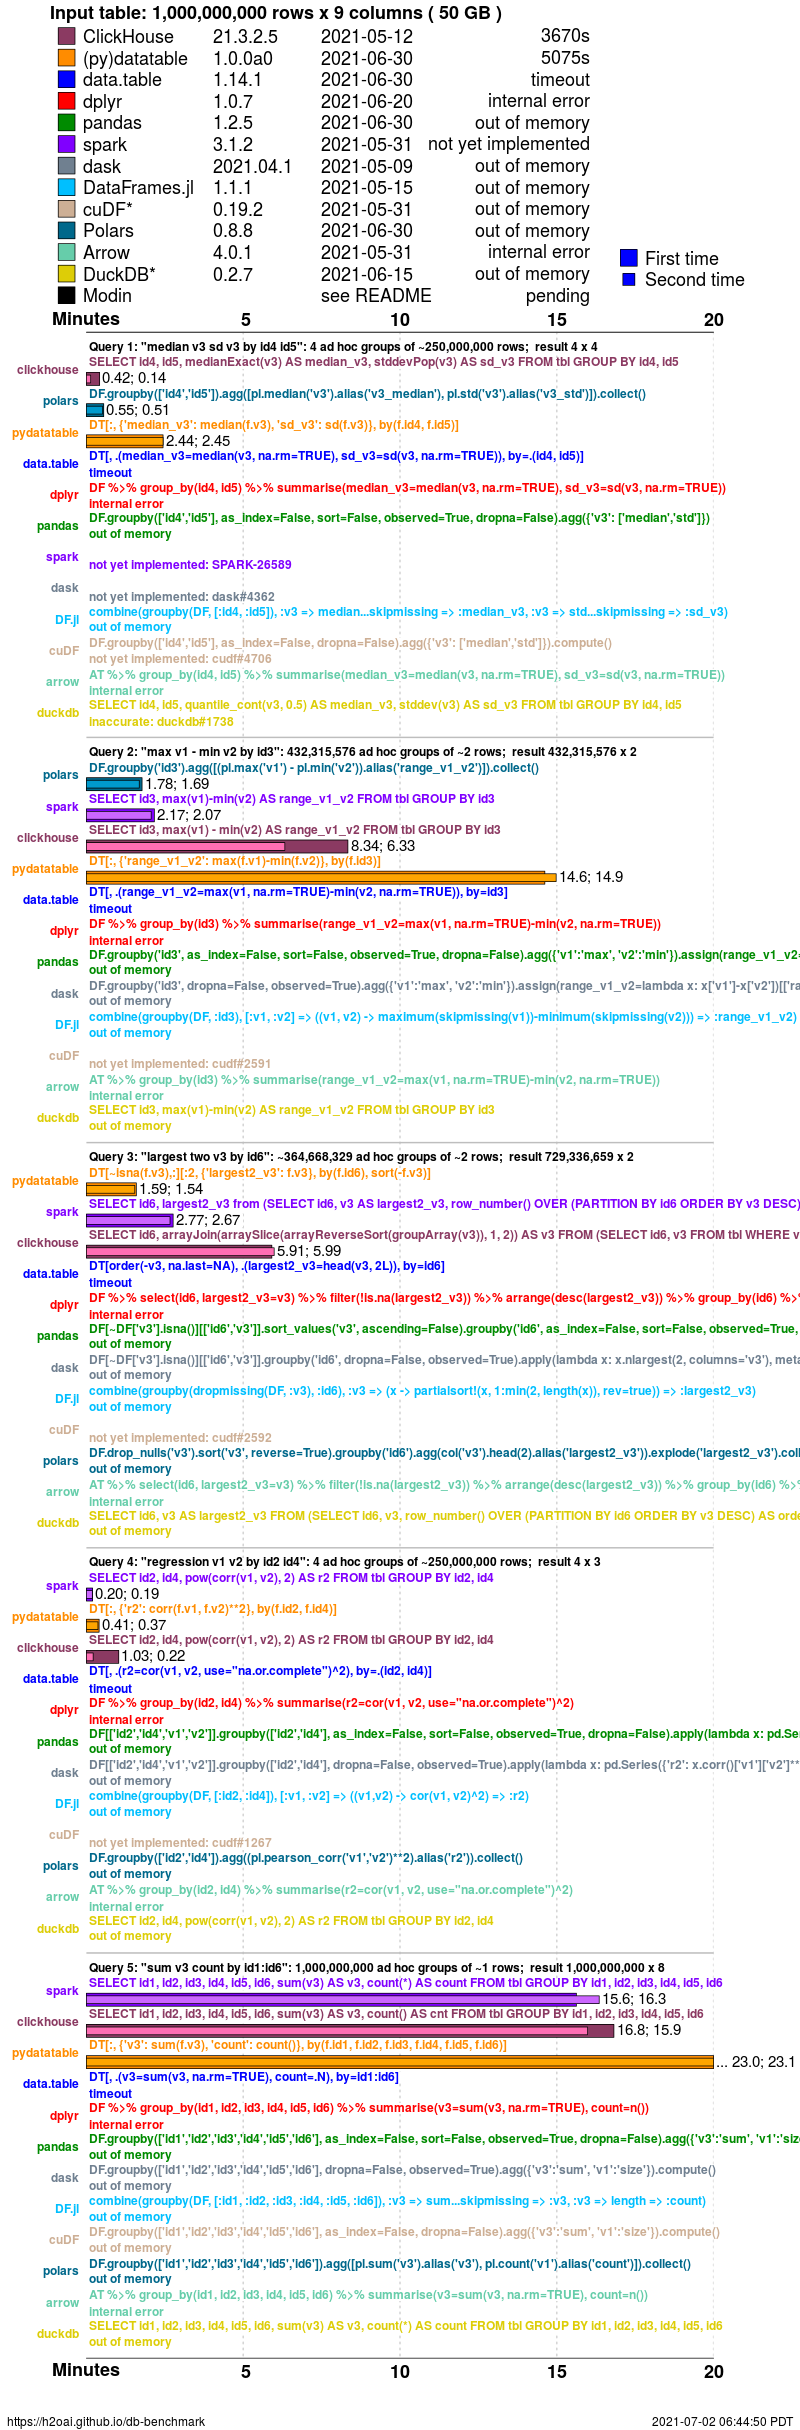 Input table: 1,000,000,000 rows x 9 columns ( 50 GB )
ClickHouse 21.3.2.5 2021-05-12 3670s
(py)datatable 1.0.0a0 2021-06-30 5075s
data.table 1.14.1 2021-06-30 timeout
dplyr 1.0.7 2021-06-20 internal error
pandas 1.2.5 2021-06-30 out of memory
spark 3.1.2 2021-05-31 not yet implemented
dask 2021.04.1 2021-05-09 out of memory
DataFrames.jl 1.1.1 2021-05-15 out of memory
cuDF* 0.19.2 2021-05-31 out of memory
Polars 0.8.8 2021-06-30 out of memory
Arrow 4.0.1 2021-05-31 internal error
DuckDB* 0.2.7 2021-06-15 out of memory
Modin see README pending
First time
Second time
Minutes 5 10 15 20
Query 1: "median v3 sd v3 by id4 id5": 4 ad hoc groups of ~250,000,000 rows; result 4 x 4
clickhouse SELECT id4, id5, medianExact(v3) AS median_v3, stddevPop(v3) AS sd_v3 FROM tbl GROUP BY id4, id5
0.42; 0.14
polars DF.groupby(['id4','id5']).agg([pl.median('v3').alias('v3_median'), pl.std('v3').alias('v3_std')]).collect()
0.55; 0.51
pydatatable DT[:, {'median_v3': median(f.v3), 'sd_v3': sd(f.v3)}, by(f.id4, f.id5)]
2.44; 2.45
data.table DT[, .(median_v3=median(v3, na.rm=TRUE), sd_v3=sd(v3, na.rm=TRUE)), by=.(id4, id5)]
timeout
dplyr DF %>% group_by(id4, id5) %>% summarise(median_v3=median(v3, na.rm=TRUE), sd_v3=sd(v3, na.rm=TRUE))
internal error
pandas DF.groupby(['id4','id5'], as_index=False, sort=False, observed=True, dropna=False).agg({'v3': ['median','std']})
out of memory
spark
not yet implemented: SPARK-26589
dask
not yet implemented: dask#4362
DF.jl combine(groupby(DF, [:id4, :id5]), :v3 => median...skipmissing => :median_v3, :v3 => std...skipmissing => :sd_v3)
out of memory
cuDF DF.groupby(['id4','id5'], as_index=False, dropna=False).agg({'v3': ['median','std']}).compute()
not yet implemented: cudf#4706
arrow AT %>% group_by(id4, id5) %>% summarise(median_v3=median(v3, na.rm=TRUE), sd_v3=sd(v3, na.rm=TRUE))
internal error
duckdb SELECT id4, id5, quantile_cont(v3, 0.5) AS median_v3, stddev(v3) AS sd_v3 FROM tbl GROUP BY id4, id5
inaccurate: duckdb#1738
Query 2: "max v1 - min v2 by id3": 432,315,576 ad hoc groups of ~2 rows; result 432,315,576 x 2
polars DF.groupby('id3').agg([(pl.max('v1') - pl.min('v2')).alias('range_v1_v2')]).collect()
1.78; 1.69
spark SELECT id3, max(v1)-min(v2) AS range_v1_v2 FROM tbl GROUP BY id3
2.17; 2.07
clickhouse SELECT id3, max(v1) - min(v2) AS range_v1_v2 FROM tbl GROUP BY id3
8.34; 6.33
pydatatable DT[:, {'range_v1_v2': max(f.v1)-min(f.v2)}, by(f.id3)]
14.6; 14.9
data.table DT[, .(range_v1_v2=max(v1, na.rm=TRUE)-min(v2, na.rm=TRUE)), by=id3]
timeout
dplyr DF %>% group_by(id3) %>% summarise(range_v1_v2=max(v1, na.rm=TRUE)-min(v2, na.rm=TRUE))
internal error
pandas DF.groupby('id3', as_index=False, sort=False, observed=True, dropna=False).agg({'v1':'max', 'v2':'min'}).assign(range_v1_v2=
out of memory
dask DF.groupby('id3', dropna=False, observed=True).agg({'v1':'max', 'v2':'min'}).assign(range_v1_v2=lambda x: x['v1']-x['v2'])[['ra
out of memory
DF.jl combine(groupby(DF, :id3), [:v1, :v2] => ((v1, v2) -> maximum(skipmissing(v1))-minimum(skipmissing(v2))) => :range_v1_v2)
out of memory
cuDF
not yet implemented: cudf#2591
arrow AT %>% group_by(id3) %>% summarise(range_v1_v2=max(v1, na.rm=TRUE)-min(v2, na.rm=TRUE))
internal error
duckdb SELECT id3, max(v1)-min(v2) AS range_v1_v2 FROM tbl GROUP BY id3
out of memory
Query 3: "largest two v3 by id6": ~364,668,329 ad hoc groups of ~2 rows; result 729,336,659 x 2
pydatatable DT[~isna(f.v3),:][:2, {'largest2_v3': f.v3}, by(f.id6), sort(-f.v3)]
1.59; 1.54
spark SELECT id6, largest2_v3 from (SELECT id6, v3 AS largest2_v3, row_number() OVER (PARTITION BY id6 ORDER BY v3 DESC)
2.77; 2.67
clickhouse SELECT id6, arrayJoin(arraySlice(arrayReverseSort(groupArray(v3)), 1, 2)) AS v3 FROM (SELECT id6, v3 FROM tbl WHERE v
5.91; 5.99
data.table DT[order(-v3, na.last=NA), .(largest2_v3=head(v3, 2L)), by=id6]
timeout
dplyr DF %>% select(id6, largest2_v3=v3) %>% filter(!is.na(largest2_v3)) %>% arrange(desc(largest2_v3)) %>% group_by(id6) %>%
internal error
pandas DF[~DF['v3'].isna()][['id6','v3']].sort_values('v3', ascending=False).groupby('id6', as_index=False, sort=False, observed=True,
out of memory
dask DF[~DF['v3'].isna()][['id6','v3']].groupby('id6', dropna=False, observed=True).apply(lambda x: x.nlargest(2, columns='v3'), meta
out of memory
DF.jl combine(groupby(dropmissing(DF, :v3), :id6), :v3 => (x -> partialsort!(x, 1:min(2, length(x)), rev=true)) => :largest2_v3)
out of memory
cuDF
not yet implemented: cudf#2592
polars DF.drop_nulls('v3').sort('v3', reverse=True).groupby('id6').agg(col('v3').head(2).alias('largest2_v3')).explode('largest2_v3').coll
out of memory
arrow AT %>% select(id6, largest2_v3=v3) %>% filter(!is.na(largest2_v3)) %>% arrange(desc(largest2_v3)) %>% group_by(id6) %>%
internal error
duckdb SELECT id6, v3 AS largest2_v3 FROM (SELECT id6, v3, row_number() OVER (PARTITION BY id6 ORDER BY v3 DESC) AS orde
out of memory
Query 4: "regression v1 v2 by id2 id4": 4 ad hoc groups of ~250,000,000 rows; result 4 x 3
spark SELECT id2, id4, pow(corr(v1, v2), 2) AS r2 FROM tbl GROUP BY id2, id4
0.20; 0.19
pydatatable DT[:, {'r2': corr(f.v1, f.v2)**2}, by(f.id2, f.id4)]
0.41; 0.37
clickhouse SELECT id2, id4, pow(corr(v1, v2), 2) AS r2 FROM tbl GROUP BY id2, id4
1.03; 0.22
data.table DT[, .(r2=cor(v1, v2, use="na.or.complete")^2), by=.(id2, id4)]
timeout
dplyr DF %>% group_by(id2, id4) %>% summarise(r2=cor(v1, v2, use="na.or.complete")^2)
internal error
pandas DF[['id2','id4','v1','v2']].groupby(['id2','id4'], as_index=False, sort=False, observed=True, dropna=False).apply(lambda x: pd.Se
out of memory
dask DF[['id2','id4','v1','v2']].groupby(['id2','id4'], dropna=False, observed=True).apply(lambda x: pd.Series({'r2': x.corr()['v1']['v2']**
out of memory
DF.jl combine(groupby(DF, [:id2, :id4]), [:v1, :v2] => ((v1,v2) -> cor(v1, v2)^2) => :r2)
out of memory
cuDF
not yet implemented: cudf#1267
polars DF.groupby(['id2','id4']).agg((pl.pearson_corr('v1','v2')**2).alias('r2')).collect()
out of memory
arrow AT %>% group_by(id2, id4) %>% summarise(r2=cor(v1, v2, use="na.or.complete")^2)
internal error
duckdb SELECT id2, id4, pow(corr(v1, v2), 2) AS r2 FROM tbl GROUP BY id2, id4
out of memory
Query 5: "sum v3 count by id1:id6": 1,000,000,000 ad hoc groups of ~1 rows; result 1,000,000,000 x 8
spark SELECT id1, id2, id3, id4, id5, id6, sum(v3) AS v3, count(*) AS count FROM tbl GROUP BY id1, id2, id3, id4, id5, id6
15.6; 16.3
clickhouse SELECT id1, id2, id3, id4, id5, id6, sum(v3) AS v3, count() AS cnt FROM tbl GROUP BY id1, id2, id3, id4, id5, id6
16.8; 15.9
pydatatable DT[:, {'v3': sum(f.v3), 'count': count()}, by(f.id1, f.id2, f.id3, f.id4, f.id5, f.id6)]
... 23.0; 23.1
data.table DT[, .(v3=sum(v3, na.rm=TRUE), count=.N), by=id1:id6]
timeout
dplyr DF %>% group_by(id1, id2, id3, id4, id5, id6) %>% summarise(v3=sum(v3, na.rm=TRUE), count=n())
internal error
pandas DF.groupby(['id1','id2','id3','id4','id5','id6'], as_index=False, sort=False, observed=True, dropna=False).agg({'v3':'sum', 'v1':'size
out of memory
dask DF.groupby(['id1','id2','id3','id4','id5','id6'], dropna=False, observed=True).agg({'v3':'sum', 'v1':'size'}).compute()
out of memory
DF.jl combine(groupby(DF, [:id1, :id2, :id3, :id4, :id5, :id6]), :v3 => sum...skipmissing => :v3, :v3 => length => :count)
out of memory
cuDF DF.groupby(['id1','id2','id3','id4','id5','id6'], as_index=False, dropna=False).agg({'v3':'sum', 'v1':'size'}).compute()
out of memory
polars DF.groupby(['id1','id2','id3','id4','id5','id6']).agg([pl.sum('v3').alias('v3'), pl.count('v1').alias('count')]).collect()
out of memory
arrow AT %>% group_by(id1, id2, id3, id4, id5, id6) %>% summarise(v3=sum(v3, na.rm=TRUE), count=n())
internal error
duckdb SELECT id1, id2, id3, id4, id5, id6, sum(v3) AS v3, count(*) AS count FROM tbl GROUP BY id1, id2, id3, id4, id5, id6
out of memory
Minutes 5 10 15 20
https://h2oai.github.io/db-benchmark 2021-07-02 06:44:50 PDT